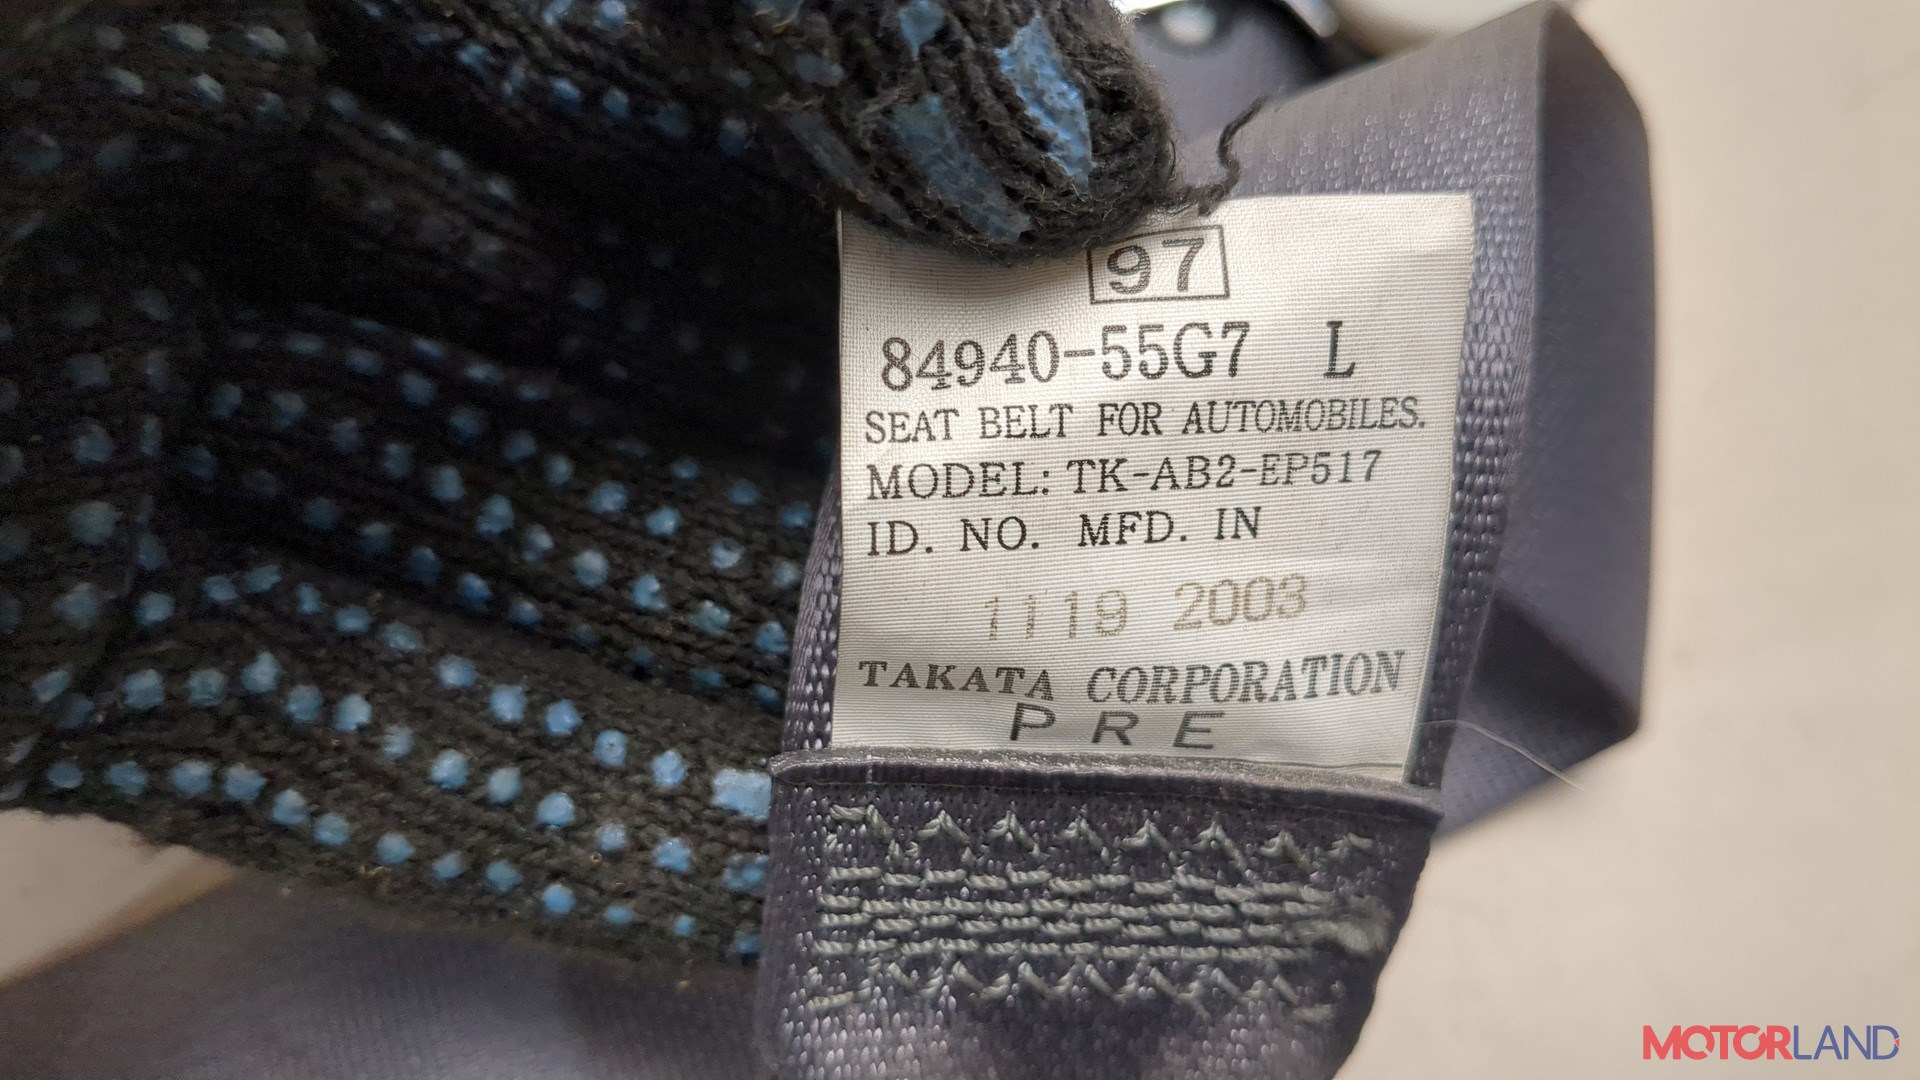 97
84940-55G7 L
SEAT BELT FOR AUTOMOBILES.
MODEL: TK-AB2-EP517
ID. NO. MFD. IN
1119 2003
TAKATA CORPORATION
PRE
MOTORLAND